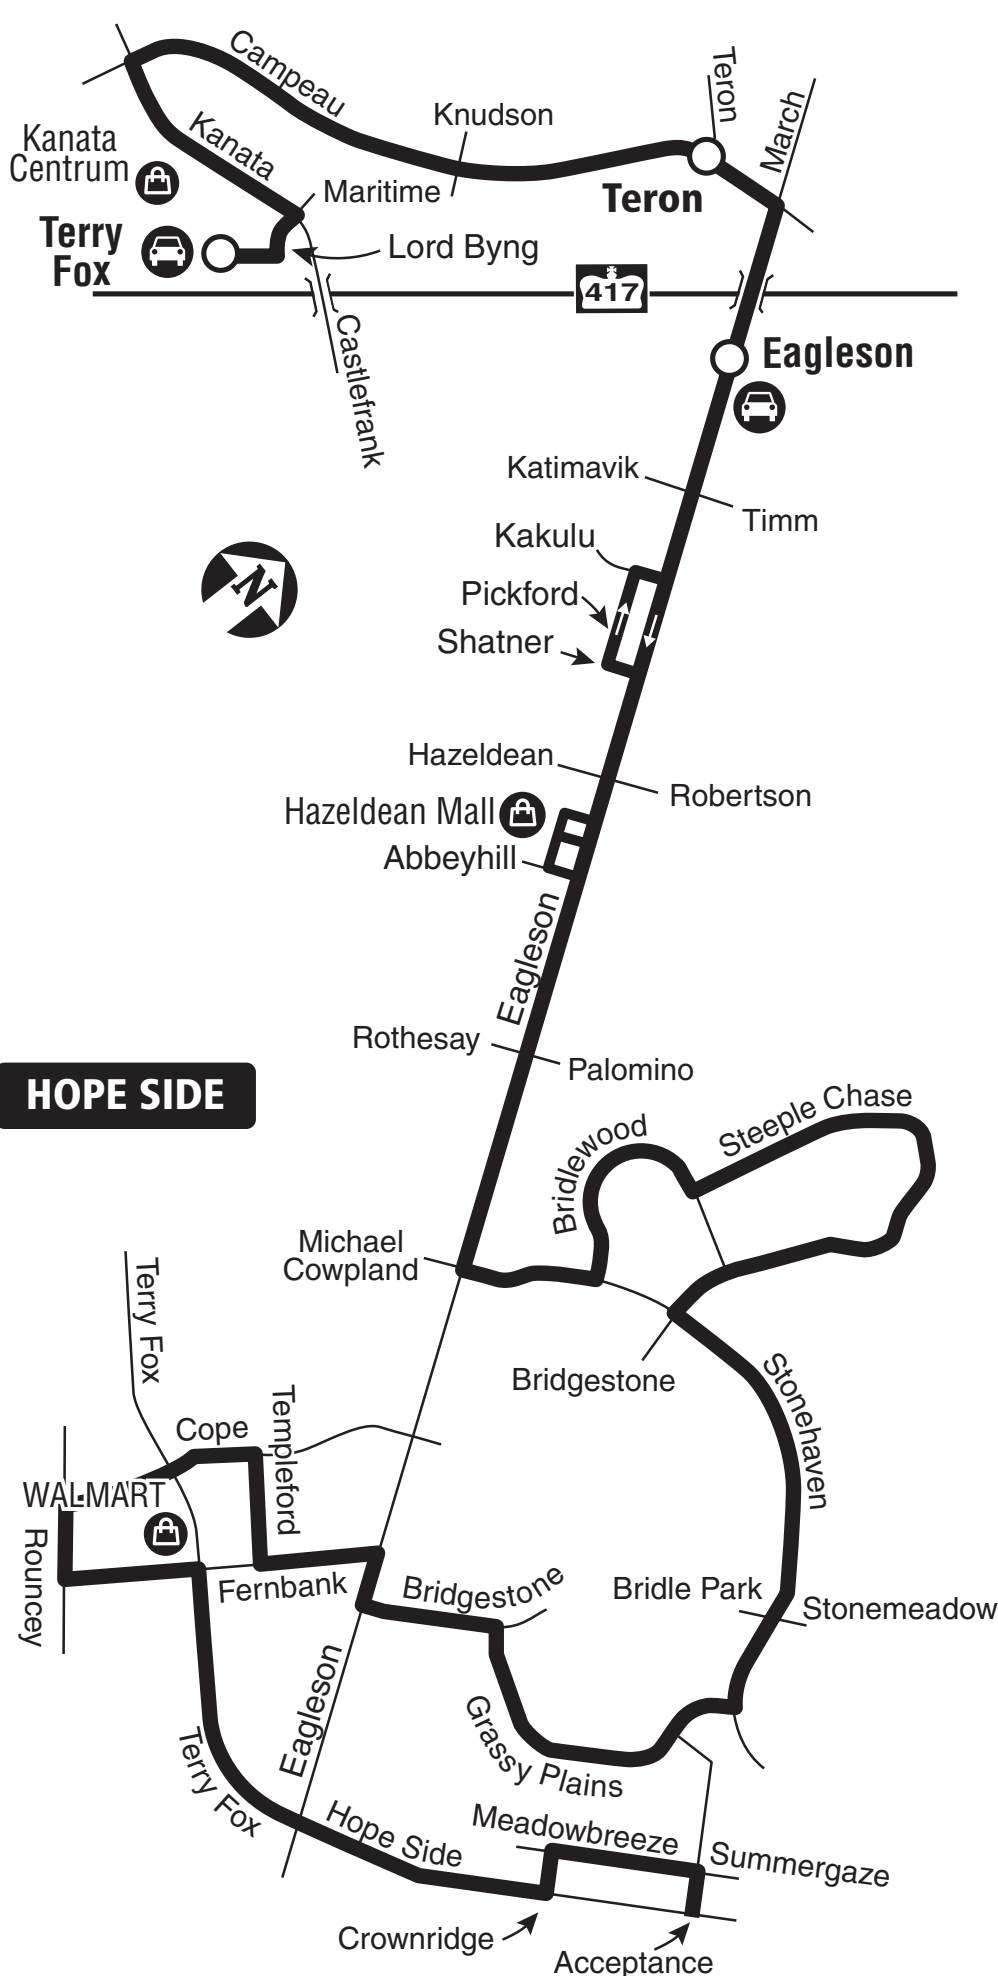 Campeau
Teron
Knudson
March
Kanata
Centrum
Kanata
Maritime
Teron
Terry
Fox
Lord Byng
417
Castlefrank
Eagleson
Katimavik
Timm
Kakulu
Pickford
N
Shatner
Hazeldean
Robertson
Hazeldean Mall
Abbeyhill
Eagleson
Rothesay
Palomino
HOPE SIDE
Steeple Chase
Bridlewood
Michael
Cowpland
Terry Fox
Bridgestone
Stonehaven
Cope
Templeford
WALMART
Rouncey
Fernbank
Bridgestone
Bridle Park
Stonemeadow
Eagleson
Grassy Plains
Terry Fox
Hope Side
Meadowbreeze
Summergaze
Crownridge
Acceptance